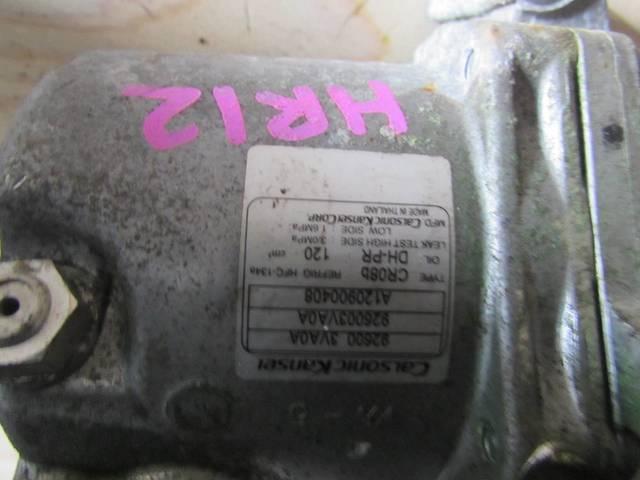 HR12
Calsonic Kansei
92600 3VA0A
926003VA0A
A120900408
TYPE CR08b REFRIG HFC-134a
OIL DH-PR 120 cm³
LEAK TEST HIGH SIDE : 3.0MPa
LOW SIDE : 1.6MPa
MFD. Calsonic Kansei CORP.
MADE IN THAILAND